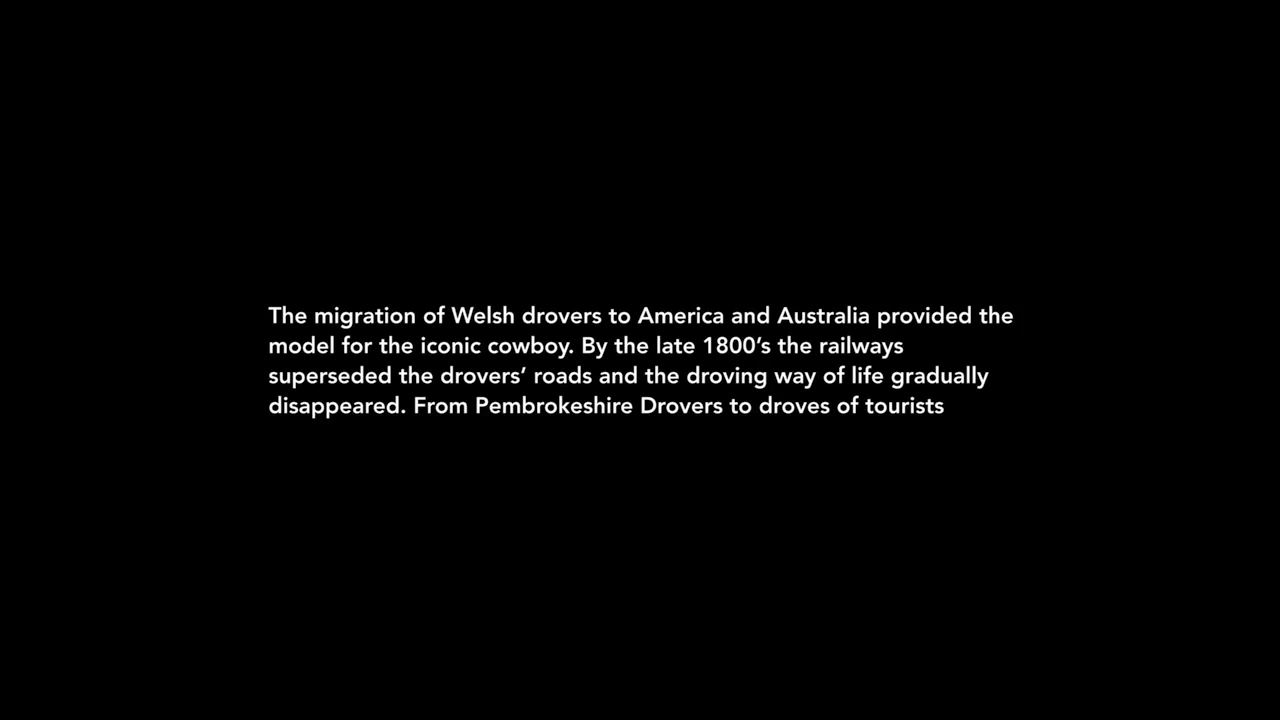 The migration of Welsh drovers to America and Australia provided the
model for the iconic cowboy. By the late 1800’s the railways
superseded the drovers’ roads and the droving way of life gradually
disappeared. From Pembrokeshire Drovers to droves of tourists